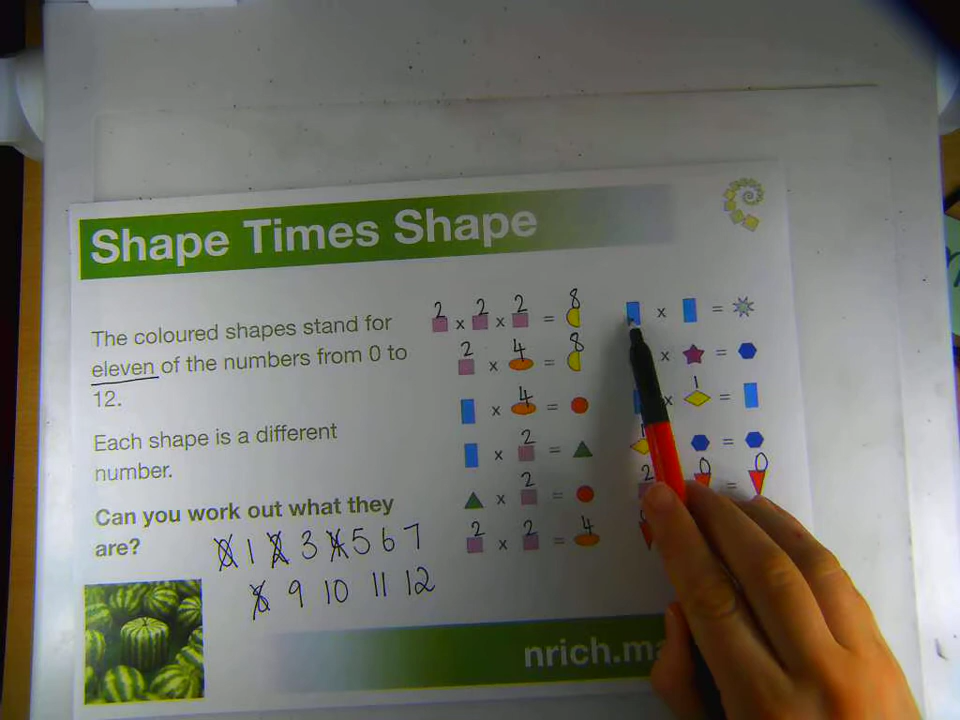 Shape Times Shape
The coloured shapes stand for
eleven of the numbers from 0 to
12.
Each shape is a different
number.
Can you work out what they
are?
0 1 2 3 4 5 6 7
8 9 10 11 12
2 x 2 x 2 = 8
2 x 4 = 8
x 4 =
x 2 =
x 2 =
2 x 2 = 4
x =
x =
x 1 =
1 =
2 0 = 0
nrich.ma